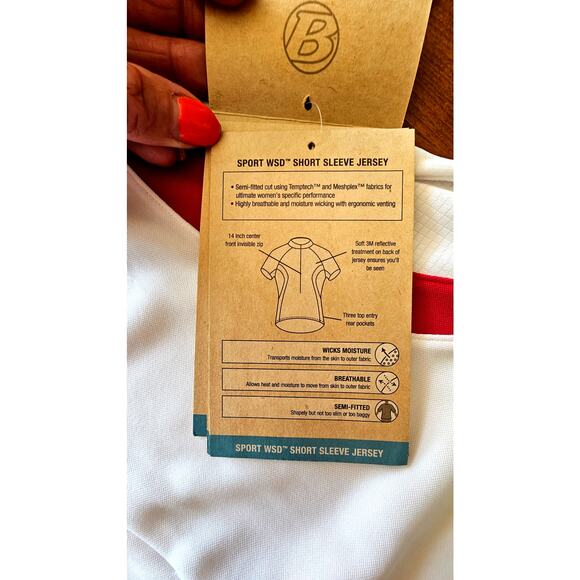 B
SPORT WSD™ SHORT SLEEVE JERSEY
• Semi-fitted cut using Temptech™ and Meshplex™ fabrics for
ultimate women's specific performance
• Highly breathable and moisture wicking with ergonomic venting
14 inch center
front invisible zip
Soft 3M reflective
treatment on back of
jersey ensures you'll
be seen
Three top entry
rear pockets
WICKS MOISTURE
Transports moisture from the skin to outer fabric
BREATHABLE
Allows heat and moisture to move from skin to outer fabric
SEMI-FITTED
Shapely but not too slim or too baggy
SPORT WSD™ SHORT SLEEVE JERSEY